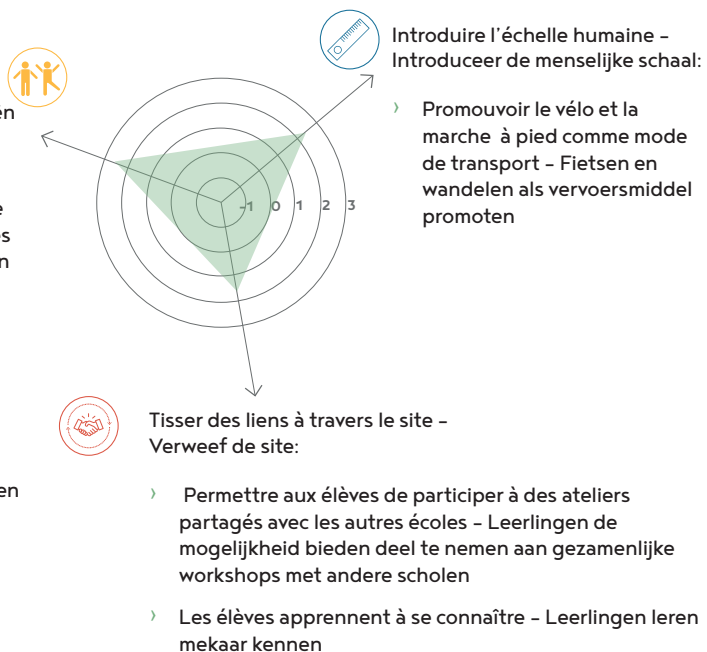 Introduire l'échelle humaine –
Introduceer de menselijke schaal:
› Promouvoir le vélo et la
marche à pied comme mode
de transport – Fietsen en
wandelen als vervoersmiddel
promoten
-1 0 1 2 3
Tisser des liens à travers le site –
Verweef de site:
› Permettre aux élèves de participer à des ateliers
partagés avec les autres écoles – Leerlingen de
mogelijkheid bieden deel te nemen aan gezamenlijke
workshops met andere scholen
› Les élèves apprennent à se connaître – Leerlingen leren
mekaar kennen